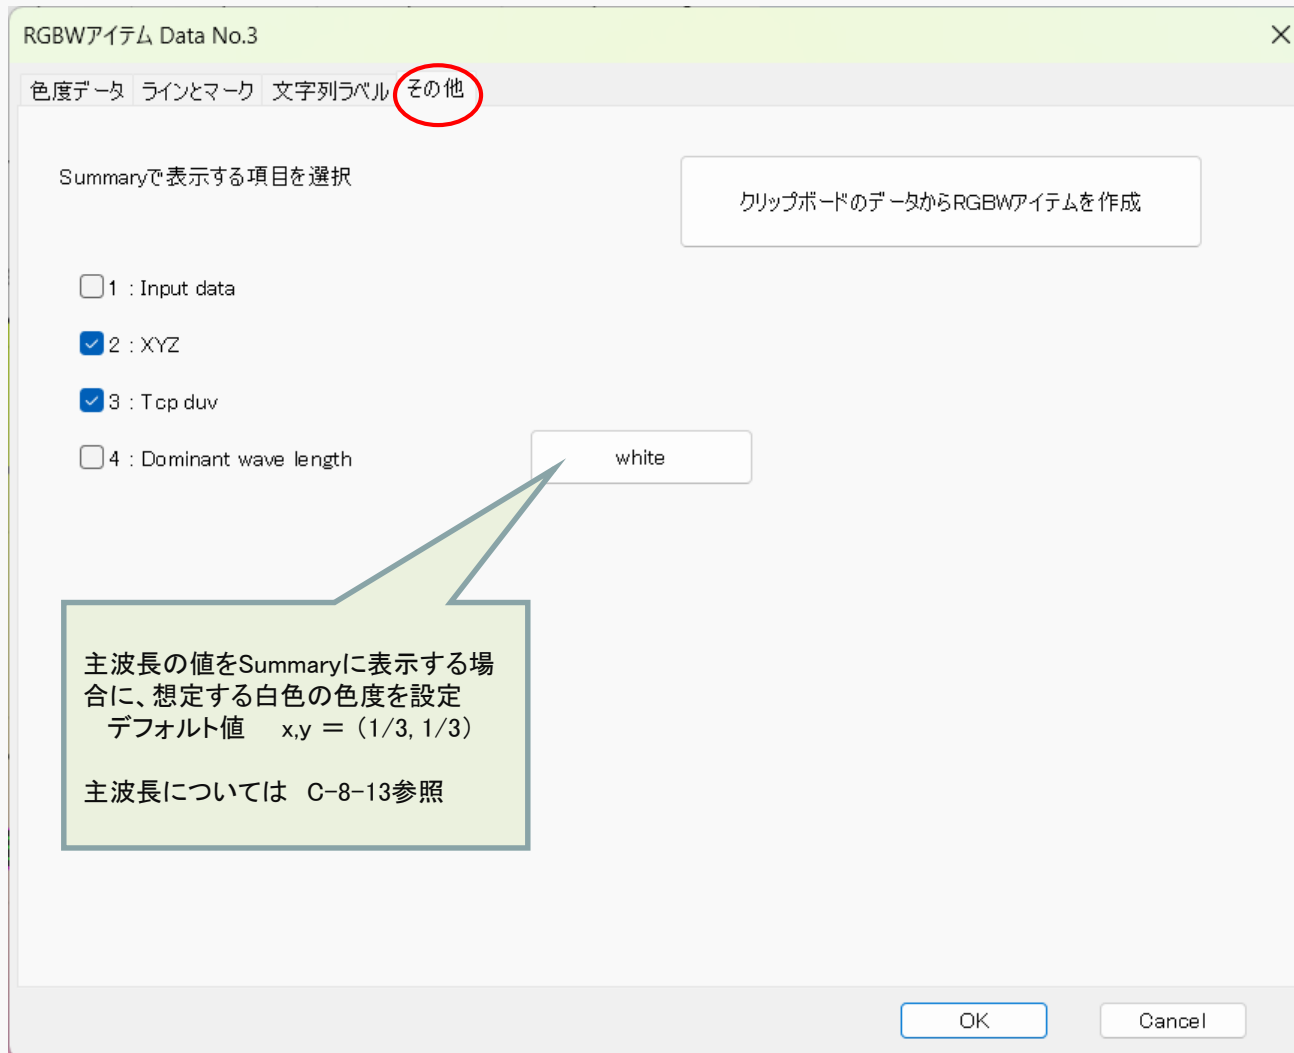 RGBWアイテム Data No.3
色度データ ラインとマーク 文字列ラベル その他
Summaryで表示する項目を選択
クリップボードのデータからRGBWアイテムを作成
1 : Input data
2 : XYZ
3 : Tcp duv
4 : Dominant wave length
white
主波長の値をSummaryに表示する場
合に、想定する白色の色度を設定
デフォルト値　x,y ＝（1/3, 1/3）
主波長については　C-8-13参照
OK
Cancel